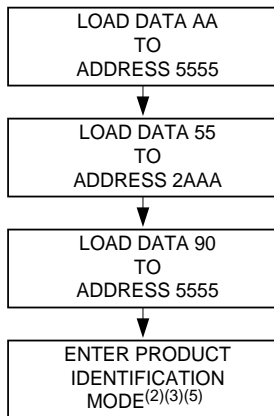 LOAD DATA AA
TO
ADDRESS 5555
LOAD DATA 55
TO
ADDRESS 2AAA
LOAD DATA 90
TO
ADDRESS 5555
ENTER PRODUCT
IDENTIFICATION
MODE(2)(3)(5)